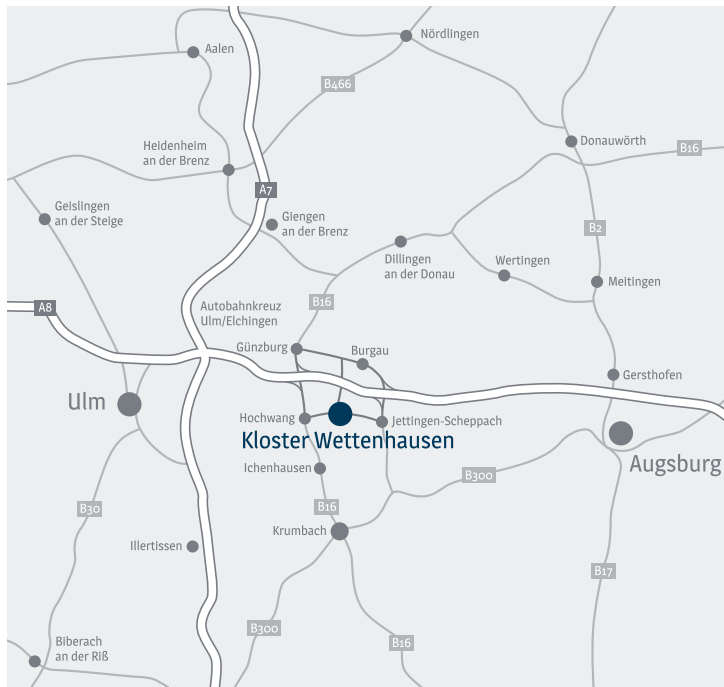 Aalen
Nördlingen
B466
Heidenheim
an der Brenz
Donauwörth
B16
A7
Geislingen
an der Steige
Giengen
an der Brenz
B2
Dillingen
an der Donau
Wertingen
Meitingen
A8
Autobahnkreuz
Ulm/Elchingen
B16
Günzburg
Burgau
Gersthofen
Ulm
Hochwang
Jettingen-Scheppach
Kloster Wettenhausen
Augsburg
Ichenhausen
B300
B30
B16
Krumbach
Illertissen
B17
B300
B16
Biberach
an der Riß